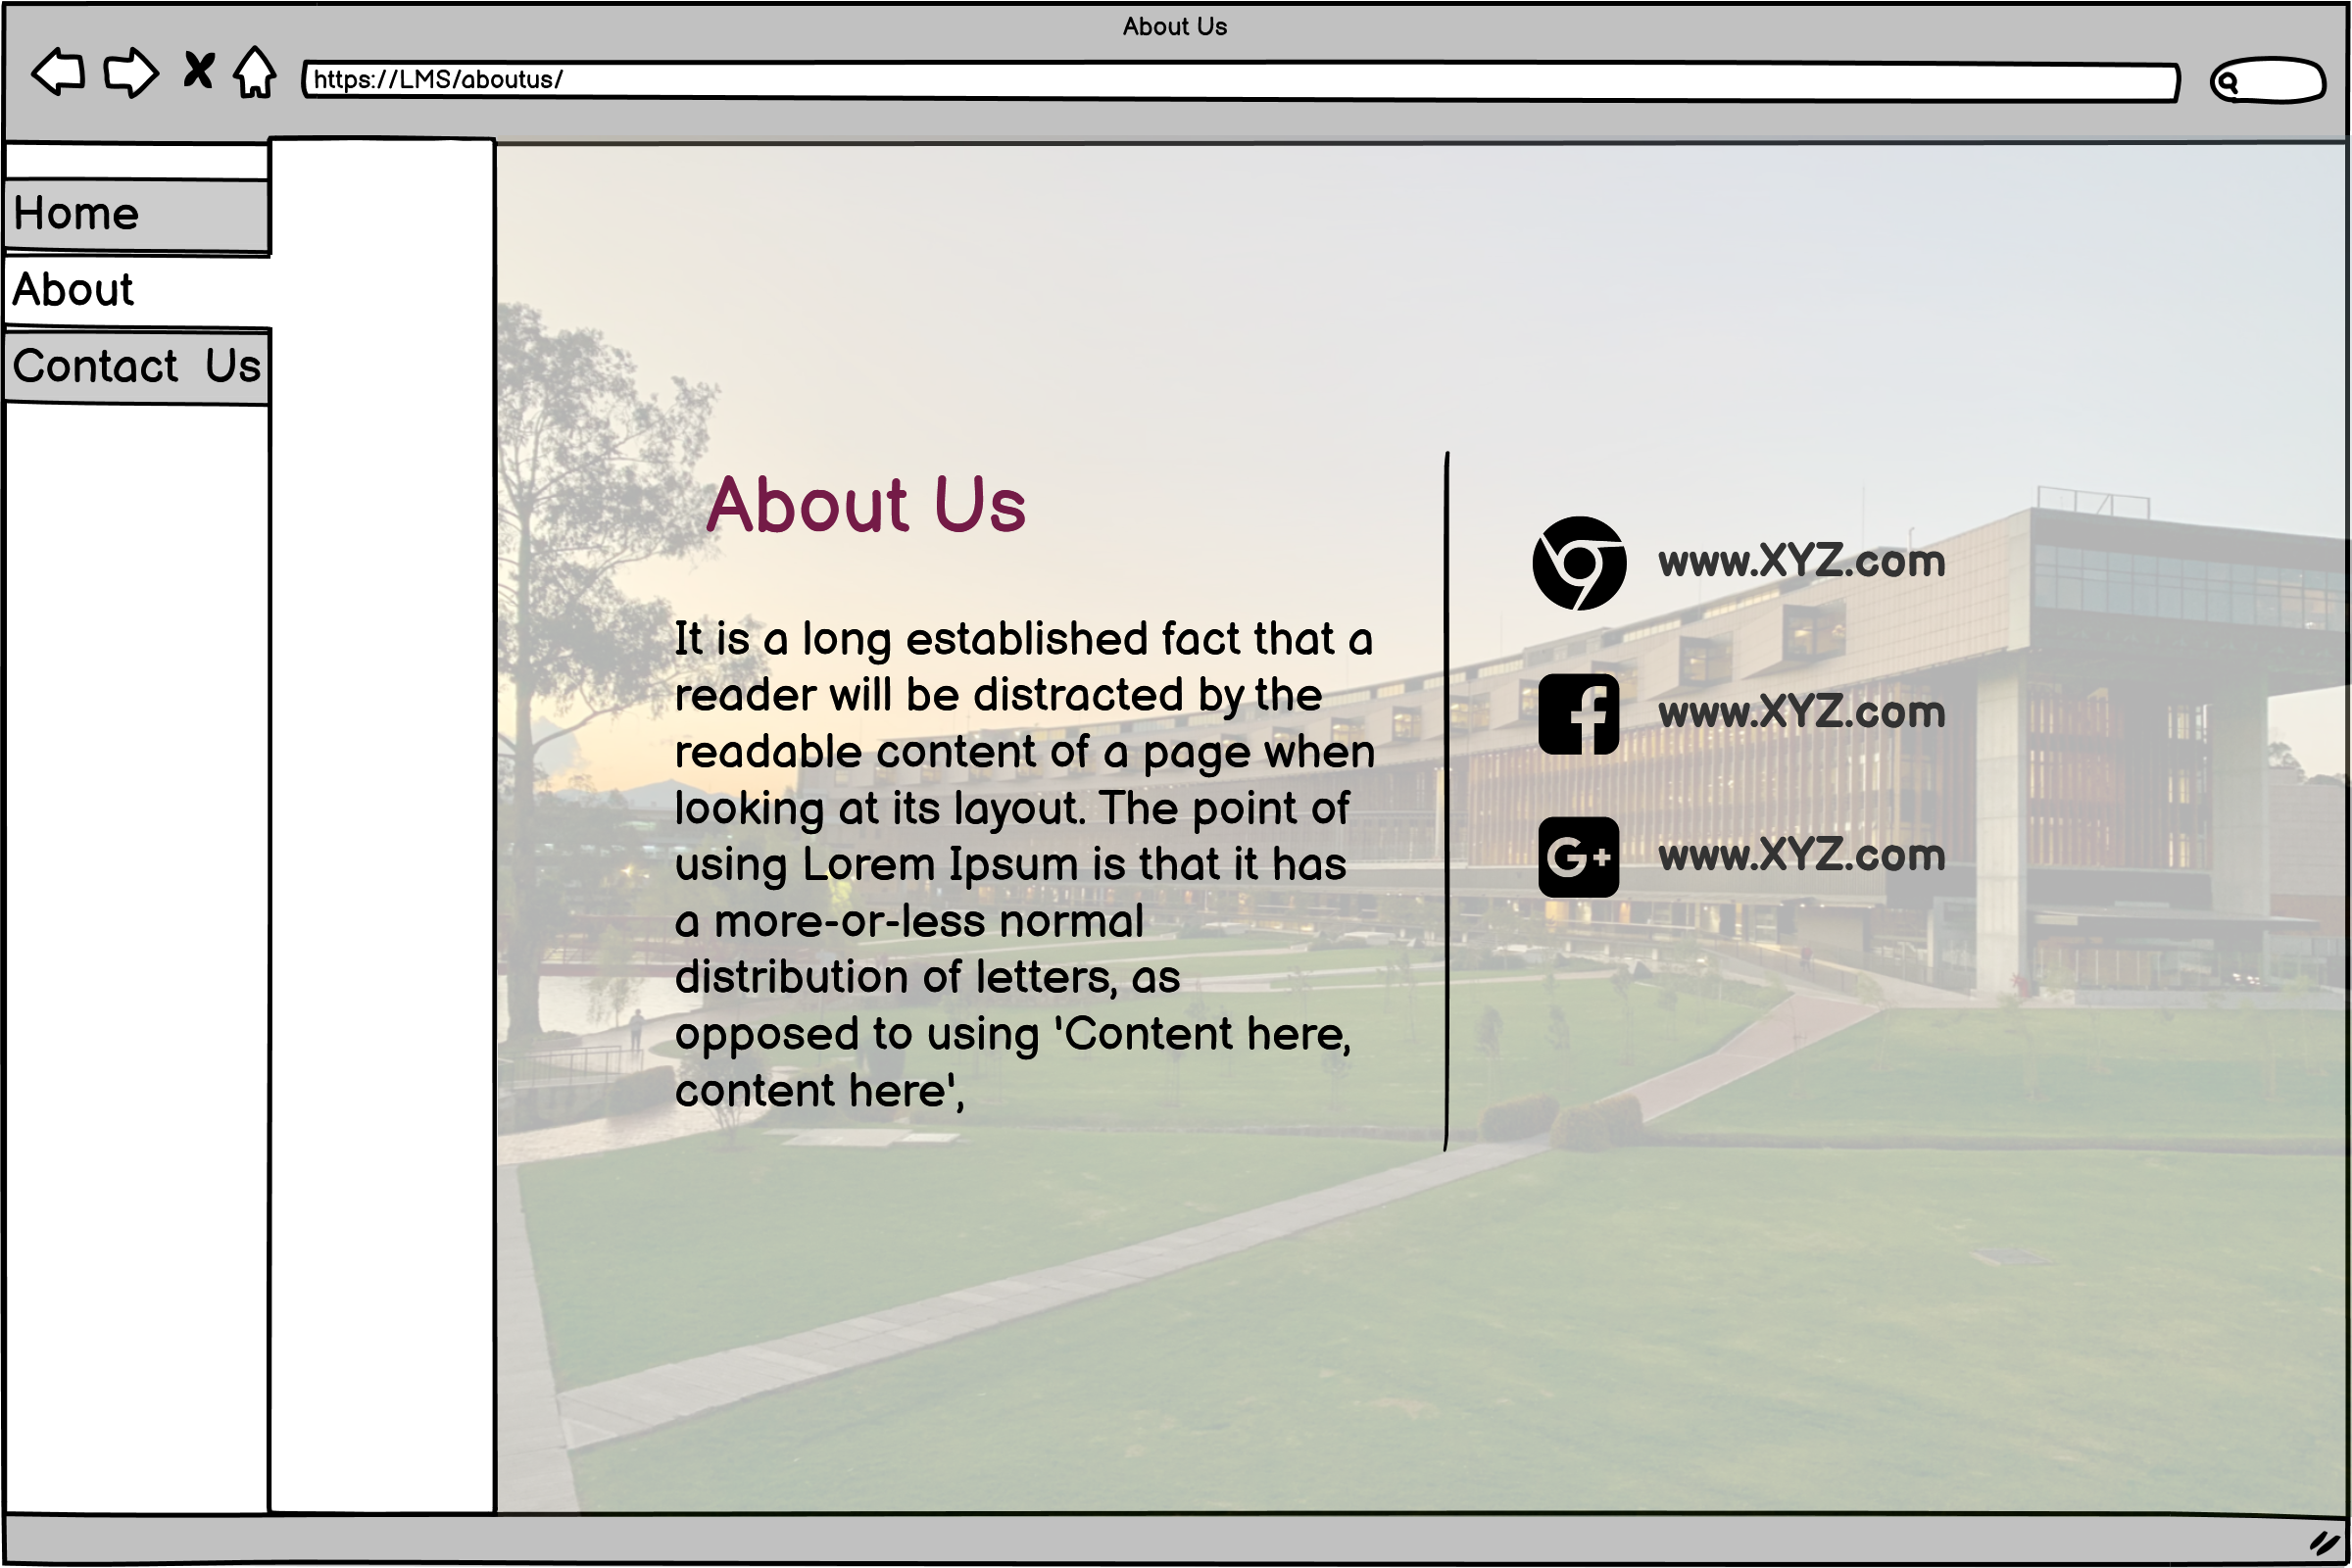 About Us
https://LMS/aboutus/
Home
About
Contact Us
About Us
It is a long established fact that a
reader will be distracted by the
readable content of a page when
looking at its layout. The point of
using Lorem Ipsum is that it has
a more-or-less normal
distribution of letters, as
opposed to using 'Content here,
content here',
www.XYZ.com
www.XYZ.com
G+ www.XYZ.com